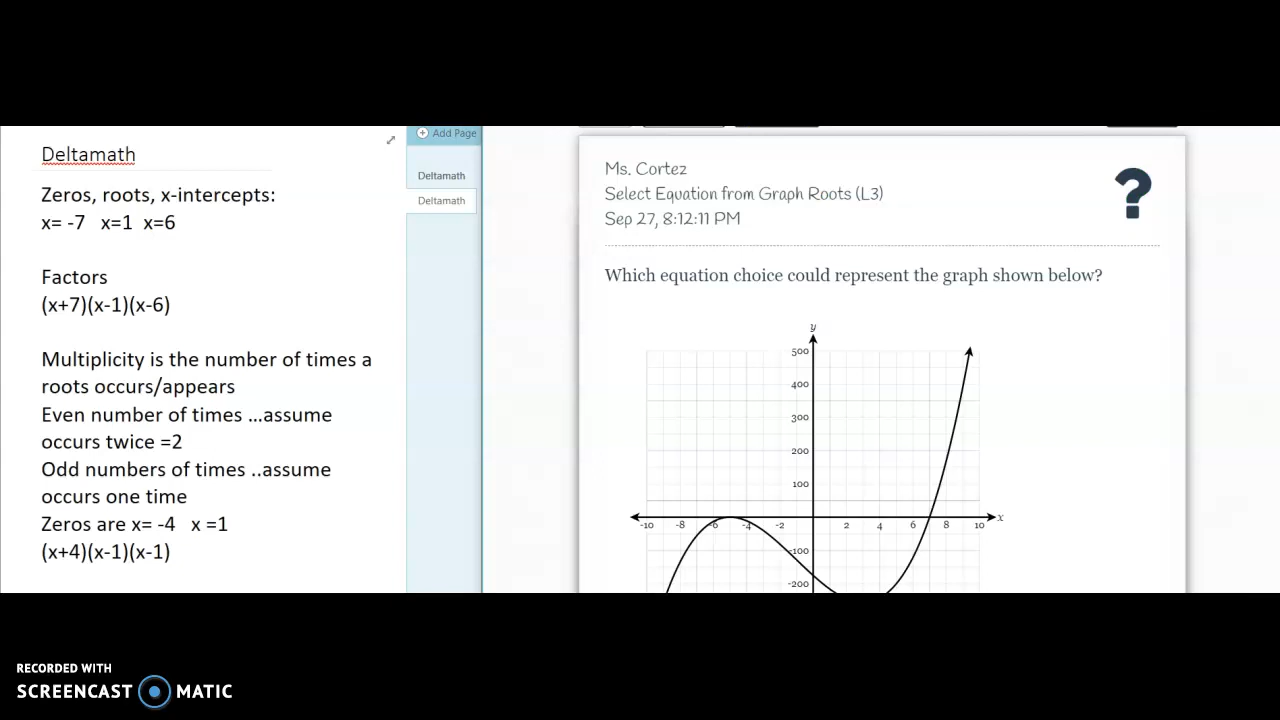 Deltamath
Zeros, roots, x-intercepts:
x= -7 x=1 x=6
Factors
(x+7)(x-1)(x-6)
Multiplicity is the number of times a
roots occurs/appears
Even number of times ...assume
occurs twice =2
Odd numbers of times ..assume
occurs one time
Zeros are x= -4 x =1
(x+4)(x-1)(x-1)
Add Page
Deltamath
Deltamath
Ms. Cortez
Select Equation from Graph Roots (L3)
Sep 27, 8:12:11 PM
?
Which equation choice could represent the graph shown below?
y
500
400
300
200
100
-10 -8 -6 -4 -2 2 4 6 8 10 x
-100
-200
RECORDED WITH
SCREENCAST MATIC